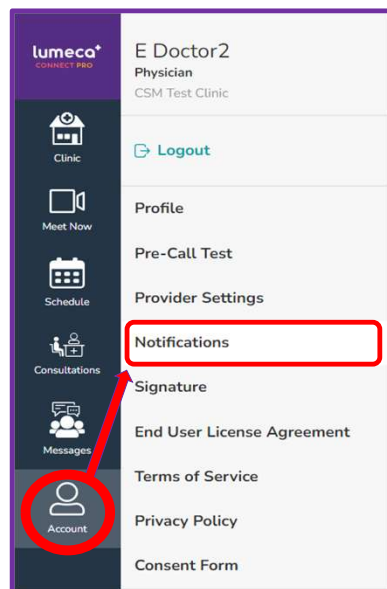 lumeca+
CONNECT PRO
Clinic
Meet Now
Schedule
Consultations
Messages
Account
E Doctor2
Physician
CSM Test Clinic
Logout
Profile
Pre-Call Test
Provider Settings
Notifications
Signature
End User License Agreement
Terms of Service
Privacy Policy
Consent Form